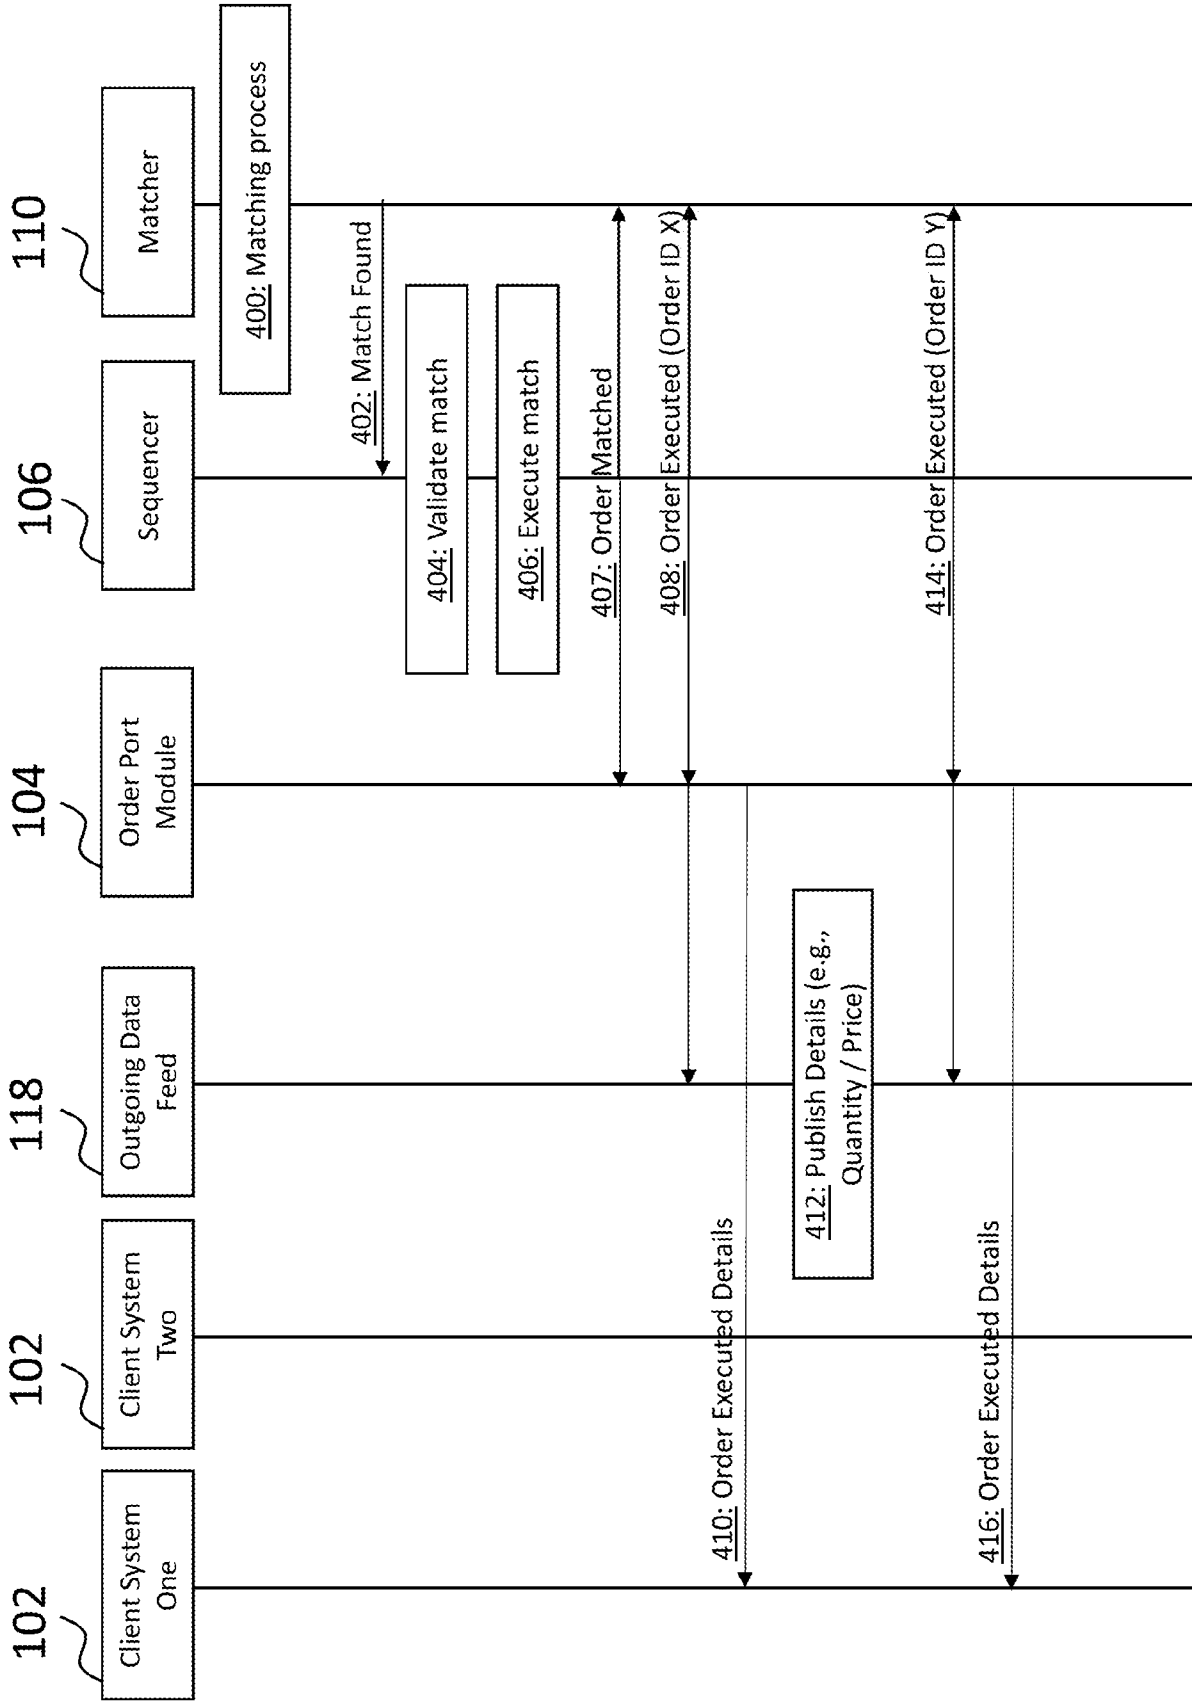 102
102
118
104
106
110
Client System
One
Client System
Two
Outgoing Data
Feed
Order Port
Module
Sequencer
Matcher
400: Matching process
402: Match Found
404: Validate match
406: Execute match
407: Order Matched
408: Order Executed (Order ID X)
410: Order Executed Details
412: Publish Details (e.g.,
Quantity / Price)
414: Order Executed (Order ID Y)
416: Order Executed Details